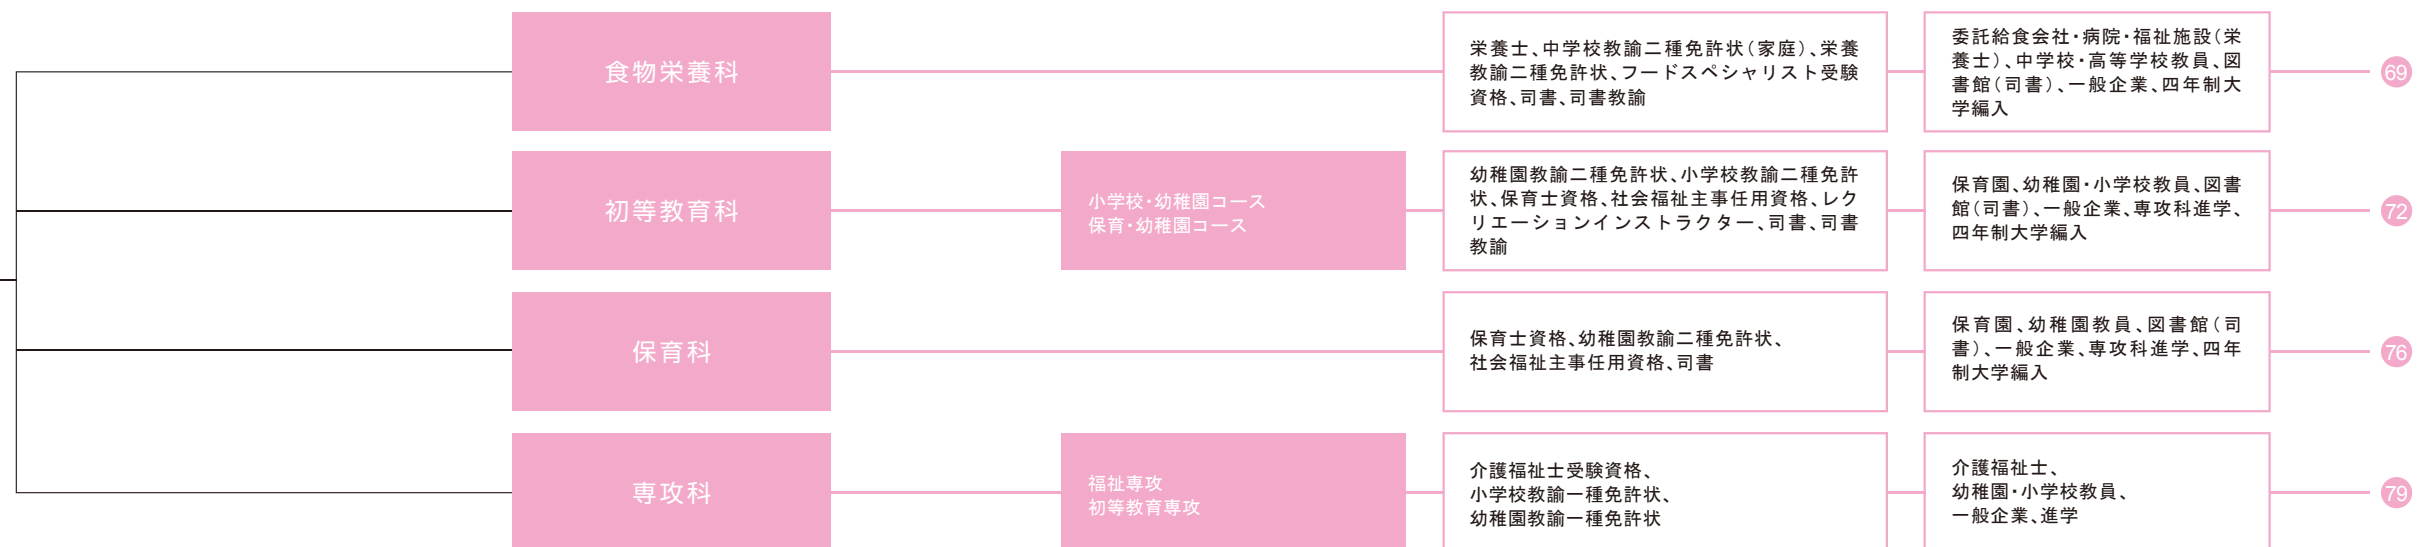 食物栄養科
栄養士、中学校教諭二種免許状(家庭)、栄養
教諭二種免許状、フードスペシャリスト受験
資格、司書、司書教諭
委託給食会社・病院・福祉施設(栄
養士)、中学校・高等学校教員、図
書館(司書)、一般企業、四年制大
学編入
69
初等教育科
小学校・幼稚園コース
保育・幼稚園コース
幼稚園教諭二種免許状、小学校教諭二種免許
状、保育士資格、社会福祉主事任用資格、レク
リエーションインストラクター、司書、司書
教諭
保育園、幼稚園・小学校教員、図書
館(司書)、一般企業、専攻科進学、
四年制大学編入
72
保育科
保育士資格、幼稚園教諭二種免許状、
社会福祉主事任用資格、司書
保育園、幼稚園教員、図書館(司
書)、一般企業、専攻科進学、四年
制大学編入
76
専攻科
福祉専攻
初等教育専攻
介護福祉士受験資格、
小学校教諭一種免許状、
幼稚園教諭一種免許状
介護福祉士、
幼稚園・小学校教員、
一般企業、進学
79